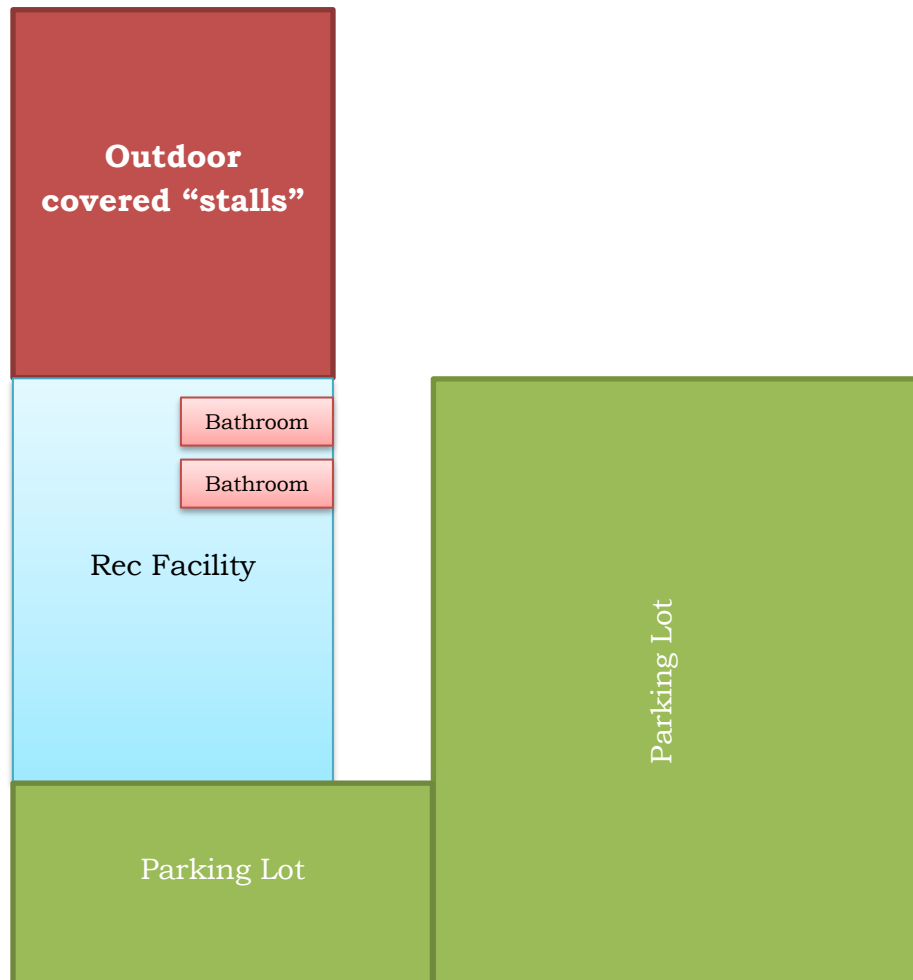 Outdoor
covered “stalls”
Bathroom
Bathroom
Rec Facility
Parking Lot
Parking Lot